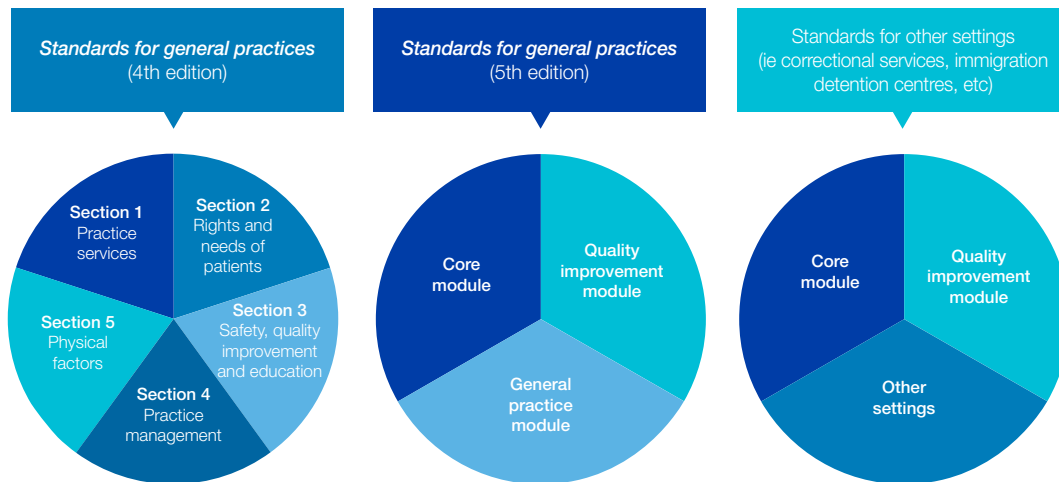 Standards for general practices
(4th edition)
Standards for general practices
(5th edition)
Standards for other settings
(ie correctional services, immigration
detention centres, etc)
Section 1
Practice
services
Section 2
Rights and
needs of
patients
Section 3
Safety, quality
improvement
and education
Section 4
Practice
management
Section 5
Physical
factors
Core
module
Quality
improvement
module
General
practice
module
Core
module
Quality
improvement
module
Other
settings